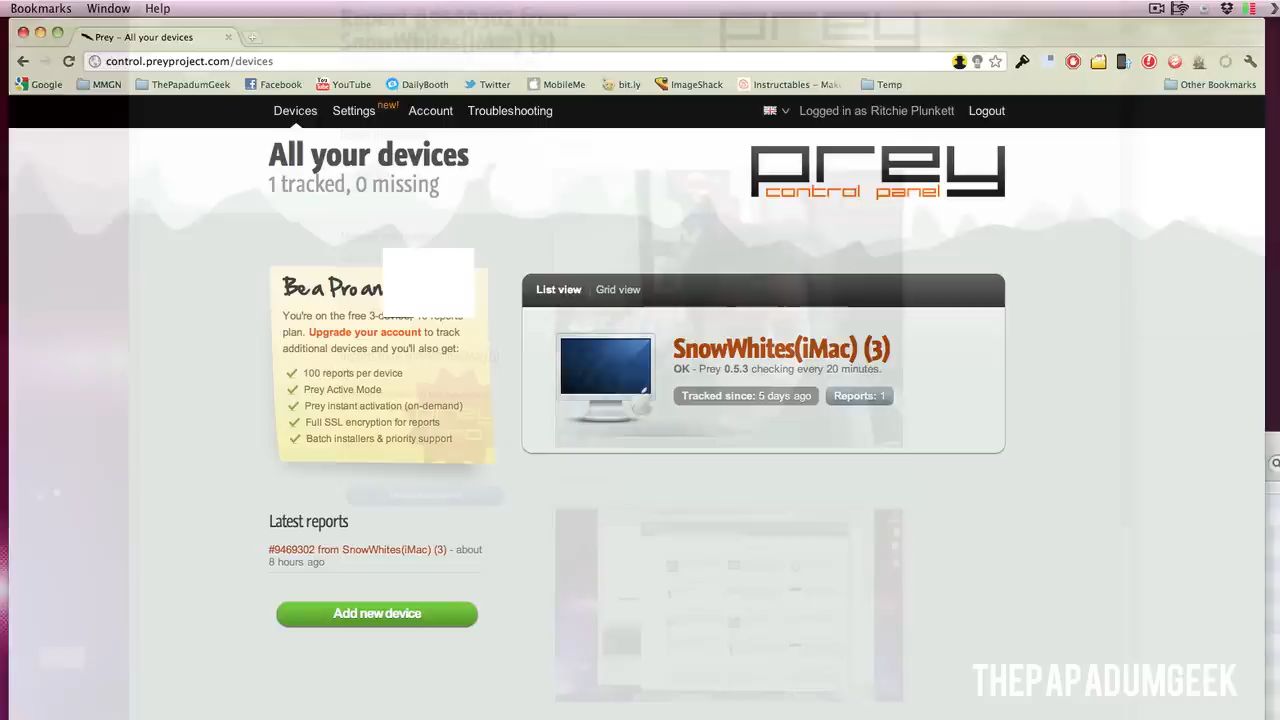 Bookmarks Window Help
Report #9469302 from
SnowWhites(iMac) (3)
Prey – All your devices
control.preyproject.com/devices
Google MMGN ThePapadumGeek Facebook YouTube DailyBooth Twitter MobileMe bit.ly ImageShack Instructables – Mak Temp Other Bookmarks
Devices Settings new! Account Troubleshooting Logged in as Ritchie Plunkett Logout
All your devices
1 tracked, 0 missing
prey
control panel
Be a Pro an
You're on the free 3-device, 10 reports
plan. Upgrade your account to track
additional devices and you'll also get:
100 reports per device
Prey Active Mode
Prey instant activation (on-demand)
Full SSL encryption for reports
Batch installers & priority support
List view Grid view
SnowWhites(iMac) (3)
OK - Prey 0.5.3 checking every 20 minutes.
Tracked since: 5 days ago Reports: 1
Latest reports
#9469302 from SnowWhites(iMac) (3) - about
8 hours ago
Add new device
THEPAPADUMGEEK